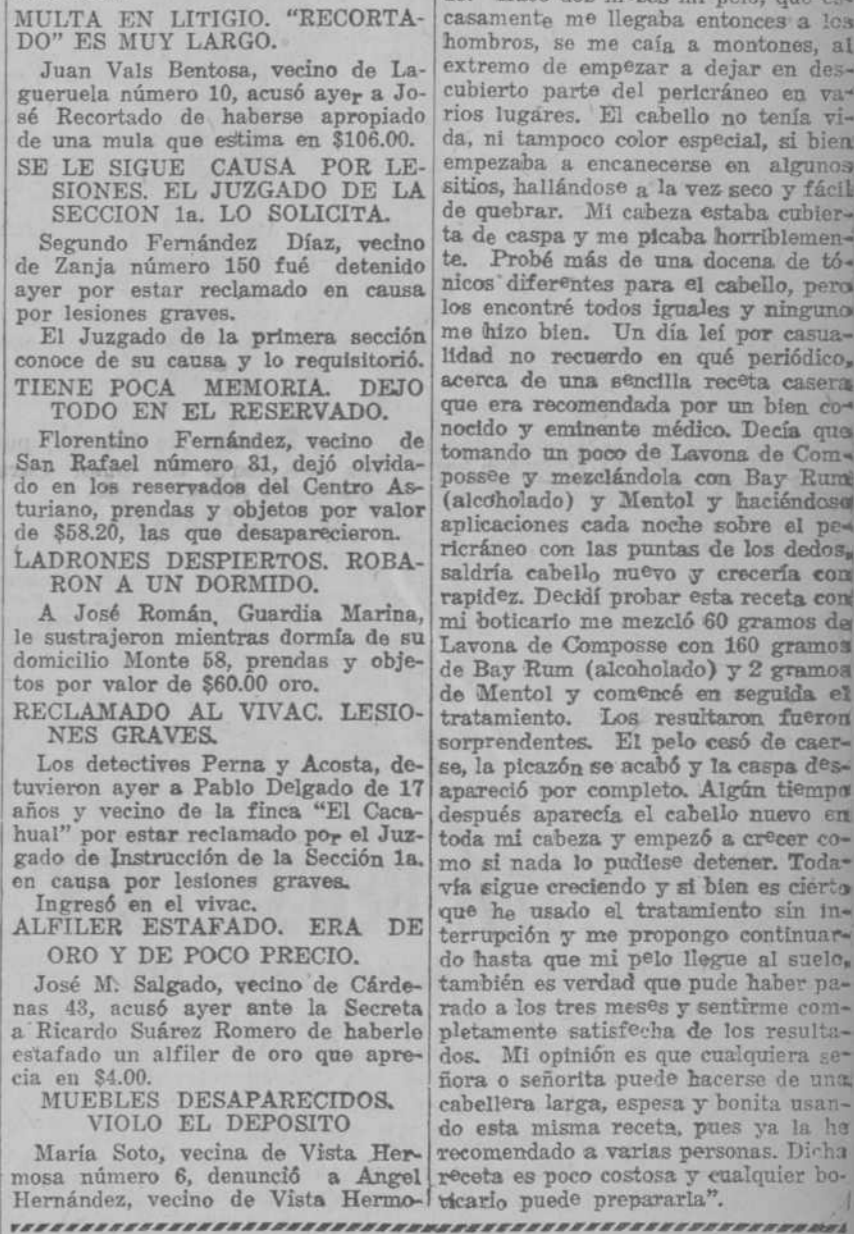 MULTA EN LITIGIO. “RECORTA-
DO” ES MUY LARGO.
Juan Vals Bentosa, vecino de La-
gueruela número 10, acusó ayer a Jo-
sé Recortado de haberse apropiado
de una mula que estima en $106.00.
SE LE SIGUE CAUSA POR LE-
SIONES. EL JUZGADO DE LA
SECCION 1a. LO SOLICITA.
Segundo Fernández Díaz, vecino
de Zanja número 150 fué detenido
ayer por estar reclamado en causa
por lesiones graves.
El Juzgado de la primera sección
conoce de su causa y lo requisitorió.
TIENE POCA MEMORIA. DEJO
TODO EN EL RESERVADO.
Florentino Fernández, vecino de
San Rafael número 31, dejó olvida-
do en los reservados del Centro As-
turiano, prendas y objetos por valor
de $58.20, las que desaparecieron.
LADRONES DESPIERTOS. ROBA-
RON A UN DORMIDO.
A José Román, Guardia Marina,
le sustrajeron mientras dormía de su
domicilio Monte 58, prendas y obje-
tos por valor de $60.00 oro.
RECLAMADO AL VIVAC. LESIO-
NES GRAVES.
Los detectives Perna y Acosta, de-
tuvieron ayer a Pablo Delgado de 17
años y vecino de la finca “El Caca-
hual” por estar reclamado por el Juz-
gado de Instrucción de la Sección 1a.
en causa por lesiones graves.
Ingresó en el vivac.
ALFILER ESTAFADO. ERA DE
ORO Y DE POCO PRECIO.
José M. Salgado, vecino de Cárde-
nas 43, acusó ayer ante la Secreta
a Ricardo Suárez Romero de haberle
estafado un alfiler de oro que apre-
cia en $4.00.
MUEBLES DESAPARECIDOS.
VIOLO EL DEPOSITO
María Soto, vecina de Vista Her-
mosa número 6, denunció a Angel
Hernández, vecino de Vista Hermo-
casamente me llegaba entonces a los
hombros, se me caía a montones, al
extremo de empezar a dejar en des-
cubierto parte del pericráneo en va-
rios lugares. El cabello no tenía vi-
da, ni tampoco color especial, si bien
empezaba a encanecerse en algunos
sitios, hallándose a la vez seco y fácil
de quebrar. Mi cabeza estaba cubier-
ta de caspa y me picaba horriblemen-
te. Probé más de una docena de tó-
nicos diferentes para el cabello, pero
los encontré todos iguales y ninguno
me hizo bien. Un día leí por casua-
lidad no recuerdo en qué periódico,
acerca de una sencilla receta casera
que era recomendada por un bien co-
nocido y eminente médico. Decía que
tomando un poco de Lavona de Com-
possee y mezclándola con Bay Rum
(alcoholado) y Mentol y haciéndose
aplicaciones cada noche sobre el pe-
ricráneo con las puntas de los dedos,
saldría cabello nuevo y crecería con
rapidez. Decidí probar esta receta con
mi boticario me mezcló 60 gramos de
Lavona de Composse con 160 gramos
de Bay Rum (alcoholado) y 2 gramos
de Mentol y comencé en seguida el
tratamiento. Los resultaron fueron
sorprendentes. El pelo cesó de caer-
se, la picazón se acabó y la caspa des-
apareció por completo. Algún tiempo
después aparecía el cabello nuevo en
toda mi cabeza y empezó a crecer co-
mo si nada lo pudiese detener. Toda-
vía sigue creciendo y si bien es cierto
que he usado el tratamiento sin in-
terrupción y me propongo continuar-
do hasta que mi pelo llegue al suelo,
también es verdad que pude haber pa-
rado a los tres meses y sentirme com-
pletamente satisfecha de los resulta-
dos. Mi opinión es que cualquiera se-
ñora o señorita puede hacerse de una
cabellera larga, espesa y bonita usan-
do esta misma receta, pues ya la he
recomendado a varias personas. Dicha
receta es poco costosa y cualquier bo-
ticario puede prepararla”.